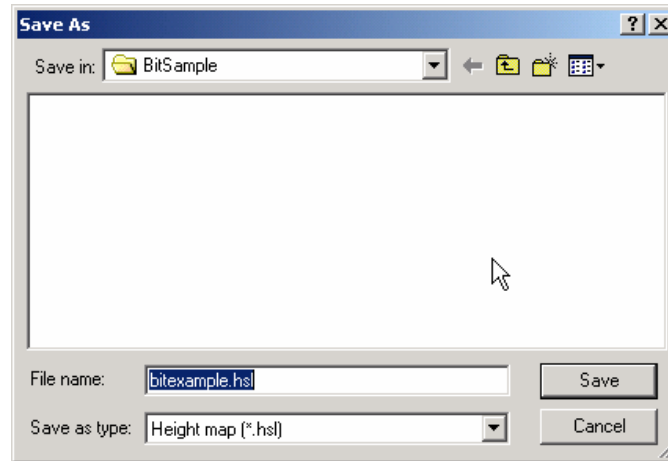 Save As
Save in: BitSample
File name: bitexample.hsl
Save
Save as type: Height map (*.hsl)
Cancel